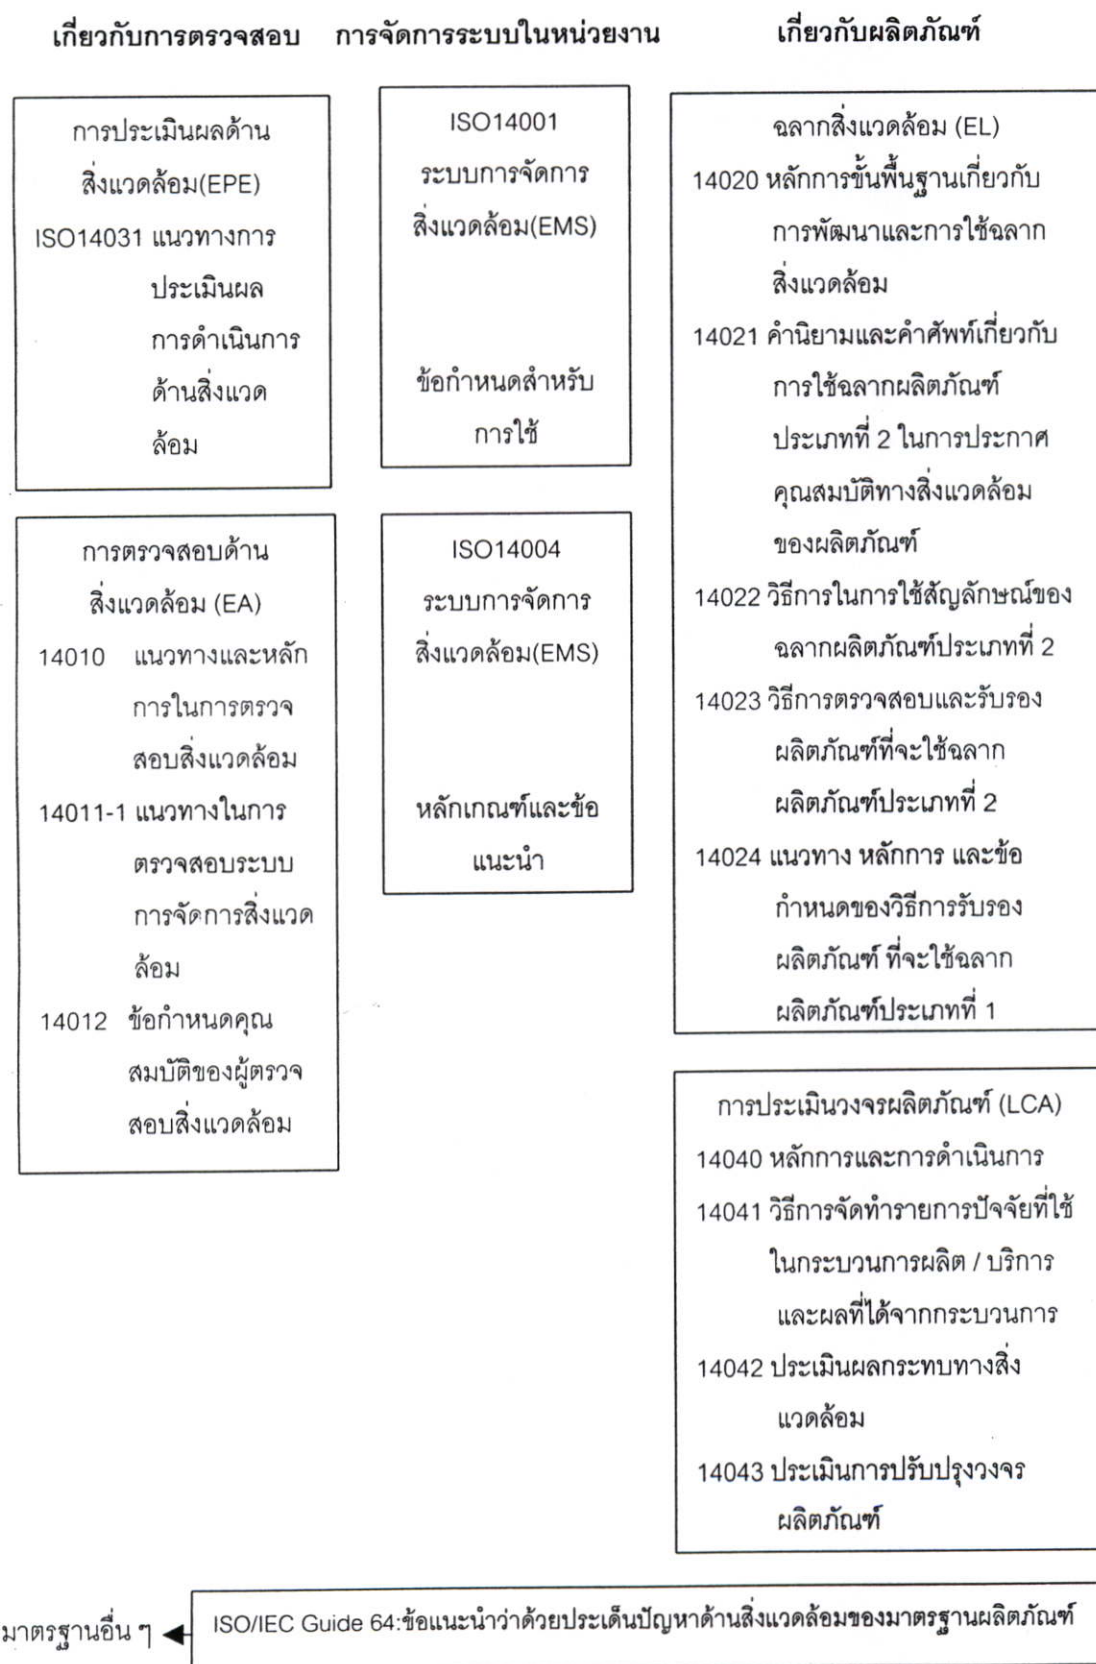 เกี่ยวกับการตรวจสอบ
การจัดการระบบในหน่วยงาน
เกี่ยวกับผลิตภัณฑ์
การประเมินผลด้าน
สิ่งแวดล้อม(EPE)
ISO14031 แนวทางการ
ประเมินผล
การดำเนินการ
ด้านสิ่งแวด
ล้อม
การตรวจสอบด้าน
สิ่งแวดล้อม (EA)
14010 แนวทางและหลัก
การในการตรวจ
สอบสิ่งแวดล้อม
14011-1 แนวทางในการ
ตรวจสอบระบบ
การจัดการสิ่งแวด
ล้อม
14012 ข้อกำหนดคุณ
สมบัติของผู้ตรวจ
สอบสิ่งแวดล้อม
ISO14001
ระบบการจัดการ
สิ่งแวดล้อม(EMS)
ข้อกำหนดสำหรับ
การใช้
ISO14004
ระบบการจัดการ
สิ่งแวดล้อม(EMS)
หลักเกณฑ์และข้อ
แนะนำ
ฉลากสิ่งแวดล้อม (EL)
14020 หลักการขั้นพื้นฐานเกี่ยวกับ
การพัฒนาและการใช้ฉลาก
สิ่งแวดล้อม
14021 คำนิยามและคำศัพท์เกี่ยวกับ
การใช้ฉลากผลิตภัณฑ์
ประเภทที่ 2 ในการประกาศ
คุณสมบัติทางสิ่งแวดล้อม
ของผลิตภัณฑ์
14022 วิธีการในการใช้สัญลักษณ์ของ
ฉลากผลิตภัณฑ์ประเภทที่ 2
14023 วิธีการตรวจสอบและรับรอง
ผลิตภัณฑ์ที่จะใช้ฉลาก
ผลิตภัณฑ์ประเภทที่ 2
14024 แนวทาง หลักการ และข้อ
กำหนดของวิธีการรับรอง
ผลิตภัณฑ์ ที่จะใช้ฉลาก
ผลิตภัณฑ์ประเภทที่ 1
การประเมินวงจรผลิตภัณฑ์ (LCA)
14040 หลักการและการดำเนินการ
14041 วิธีการจัดทำรายการปัจจัยที่ใช้
ในกระบวนการผลิต / บริการ
และผลที่ได้จากกระบวนการ
14042 ประเมินผลกระทบทางสิ่ง
แวดล้อม
14043 ประเมินการปรับปรุงวงจร
ผลิตภัณฑ์
มาตรฐานอื่น ๆ
ISO/IEC Guide 64:ข้อแนะนำว่าด้วยประเด็นปัญหาด้านสิ่งแวดล้อมของมาตรฐานผลิตภัณฑ์